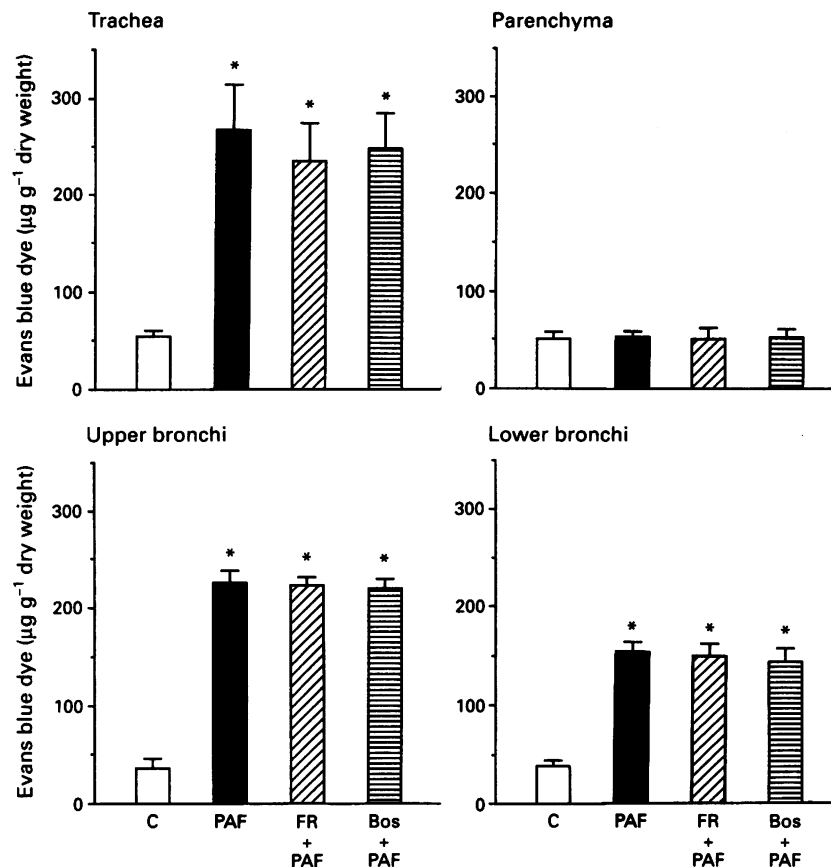 Trachea
Evans blue dye (µg g⁻¹ dry weight)
300
200
100
0
*
*
*
Parenchyma
300
200
100
0
Upper bronchi
Evans blue dye (µg g⁻¹ dry weight)
300
200
100
0
*
*
*
C
PAF
FR
+
PAF
Bos
+
PAF
Lower bronchi
300
200
100
0
*
*
*
C
PAF
FR
+
PAF
Bos
+
PAF